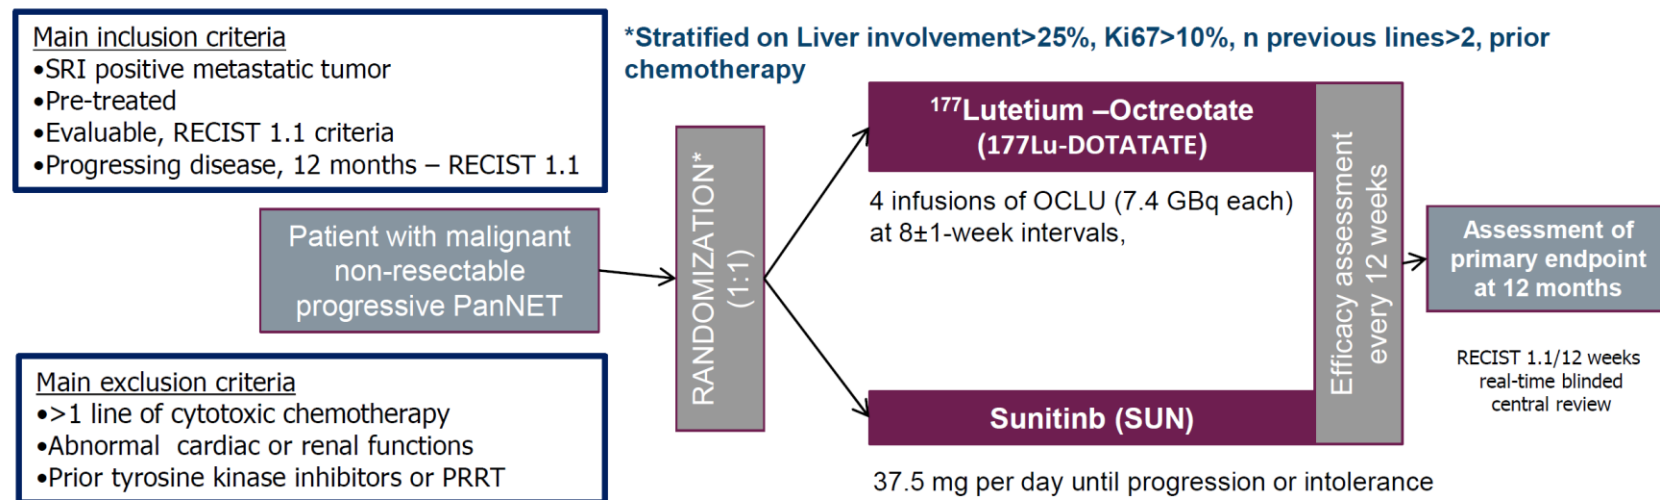 Main inclusion criteria
•SRI positive metastatic tumor
•Pre-treated
•Evaluable, RECIST 1.1 criteria
•Progressing disease, 12 months – RECIST 1.1
*Stratified on Liver involvement>25%, Ki67>10%, n previous lines>2, prior
chemotherapy
Patient with malignant
non-resectable
progressive PanNET
Main exclusion criteria
•>1 line of cytotoxic chemotherapy
•Abnormal  cardiac or renal functions
•Prior tyrosine kinase inhibitors or PRRT
RANDOMIZATION*
(1:1)
¹⁷⁷Lutetium –Octreotate
(177Lu-DOTATATE)
4 infusions of OCLU (7.4 GBq each)
at 8±1-week intervals,
Sunitinb (SUN)
37.5 mg per day until progression or intolerance
Efficacy assessment
every 12 weeks
Assessment of
primary endpoint
at 12 months
RECIST 1.1/12 weeks
real-time blinded
central review